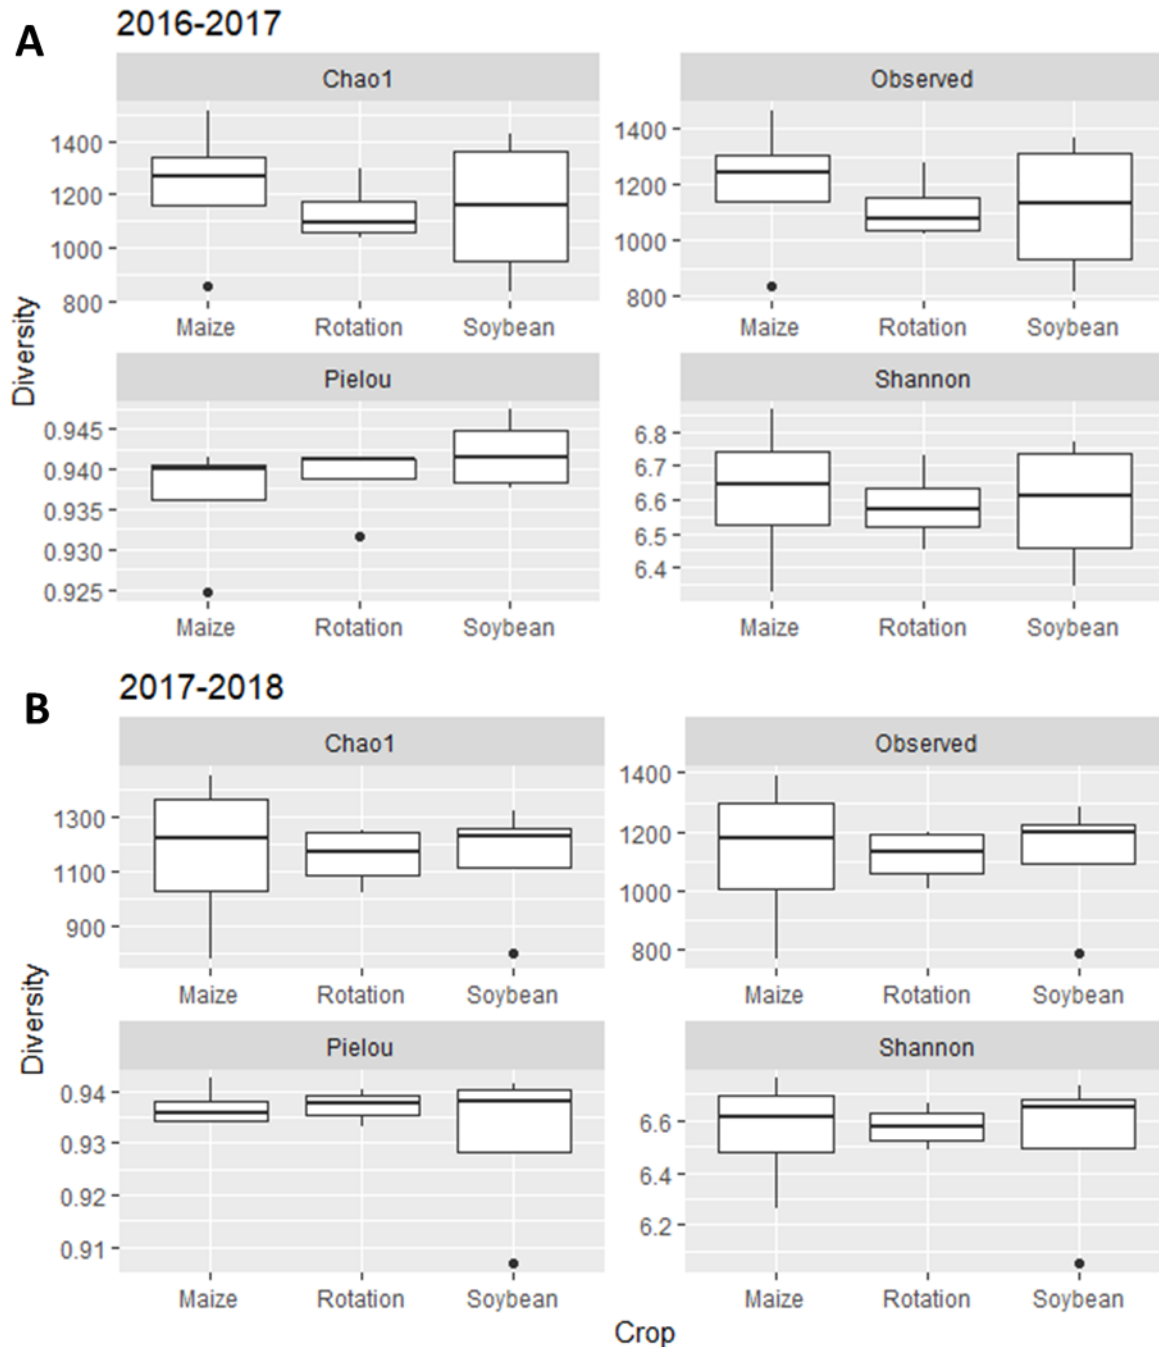 A
2016-2017
Chao1
Observed
1400
1200
1000
800
1400
1200
1000
800
Maize Rotation Soybean
Maize Rotation Soybean
Diversity
Pielou
Shannon
0.945
0.940
0.935
0.930
0.925
6.8
6.7
6.6
6.5
6.4
Maize Rotation Soybean
Maize Rotation Soybean
B
2017-2018
Chao1
Observed
1300
1100
900
1400
1200
1000
800
Maize Rotation Soybean
Maize Rotation Soybean
Diversity
Pielou
Shannon
0.94
0.93
0.92
0.91
6.6
6.4
6.2
Maize Rotation Soybean
Maize Rotation Soybean
Crop